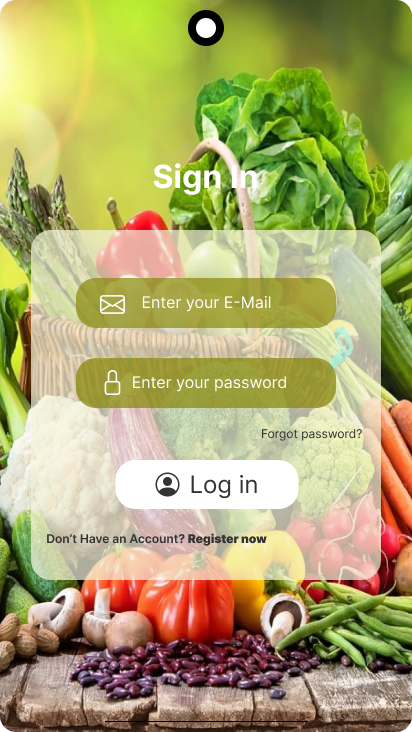 Sign In
Enter your E-Mail
Enter your password
Forgot password?
Log in
Don't Have an Account? Register now